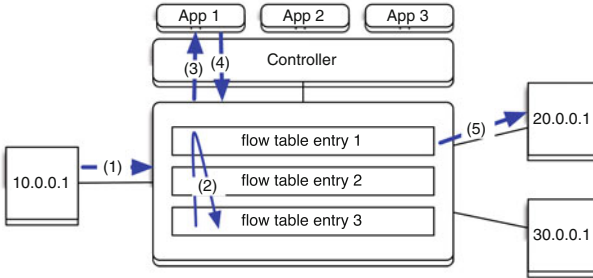 App 1 App 2 App 3
(3) (4) Controller
flow table entry 1 (5) 20.0.0.1
10.0.0.1 (1) (2) flow table entry 2
flow table entry 3 30.0.0.1